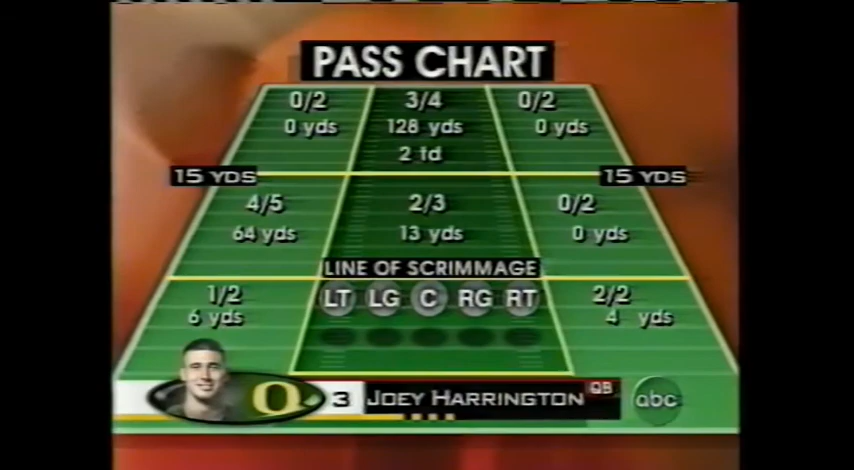 PASS CHART
0/2 3/4 0/2
0 yds 128 yds 0 yds
2 td
15 YDS 15 YDS
4/5 2/3 0/2
64 yds 13 yds 0 yds
LINE OF SCRIMMAGE
LT LG C RG RT
1/2 2/2
6 yds 4 yds
O 3 JOEY HARRINGTON QB abc